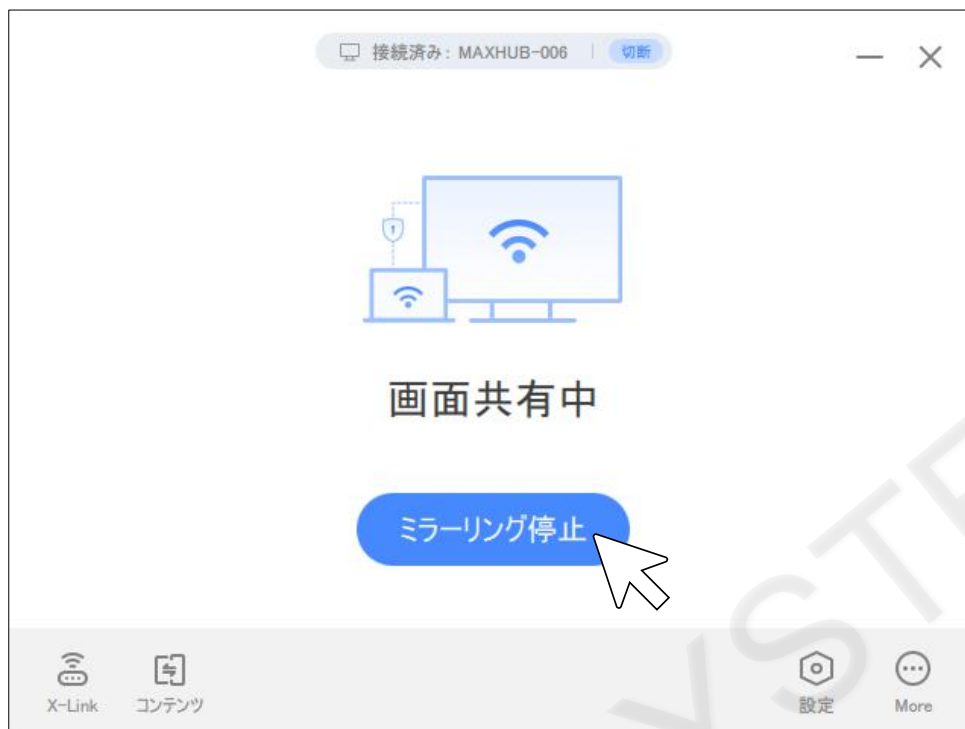 接続済み: MAXHUB-006 | 切断
画面共有中
ミラーリング停止
X-Link
コンテンツ
設定
More
YSTE